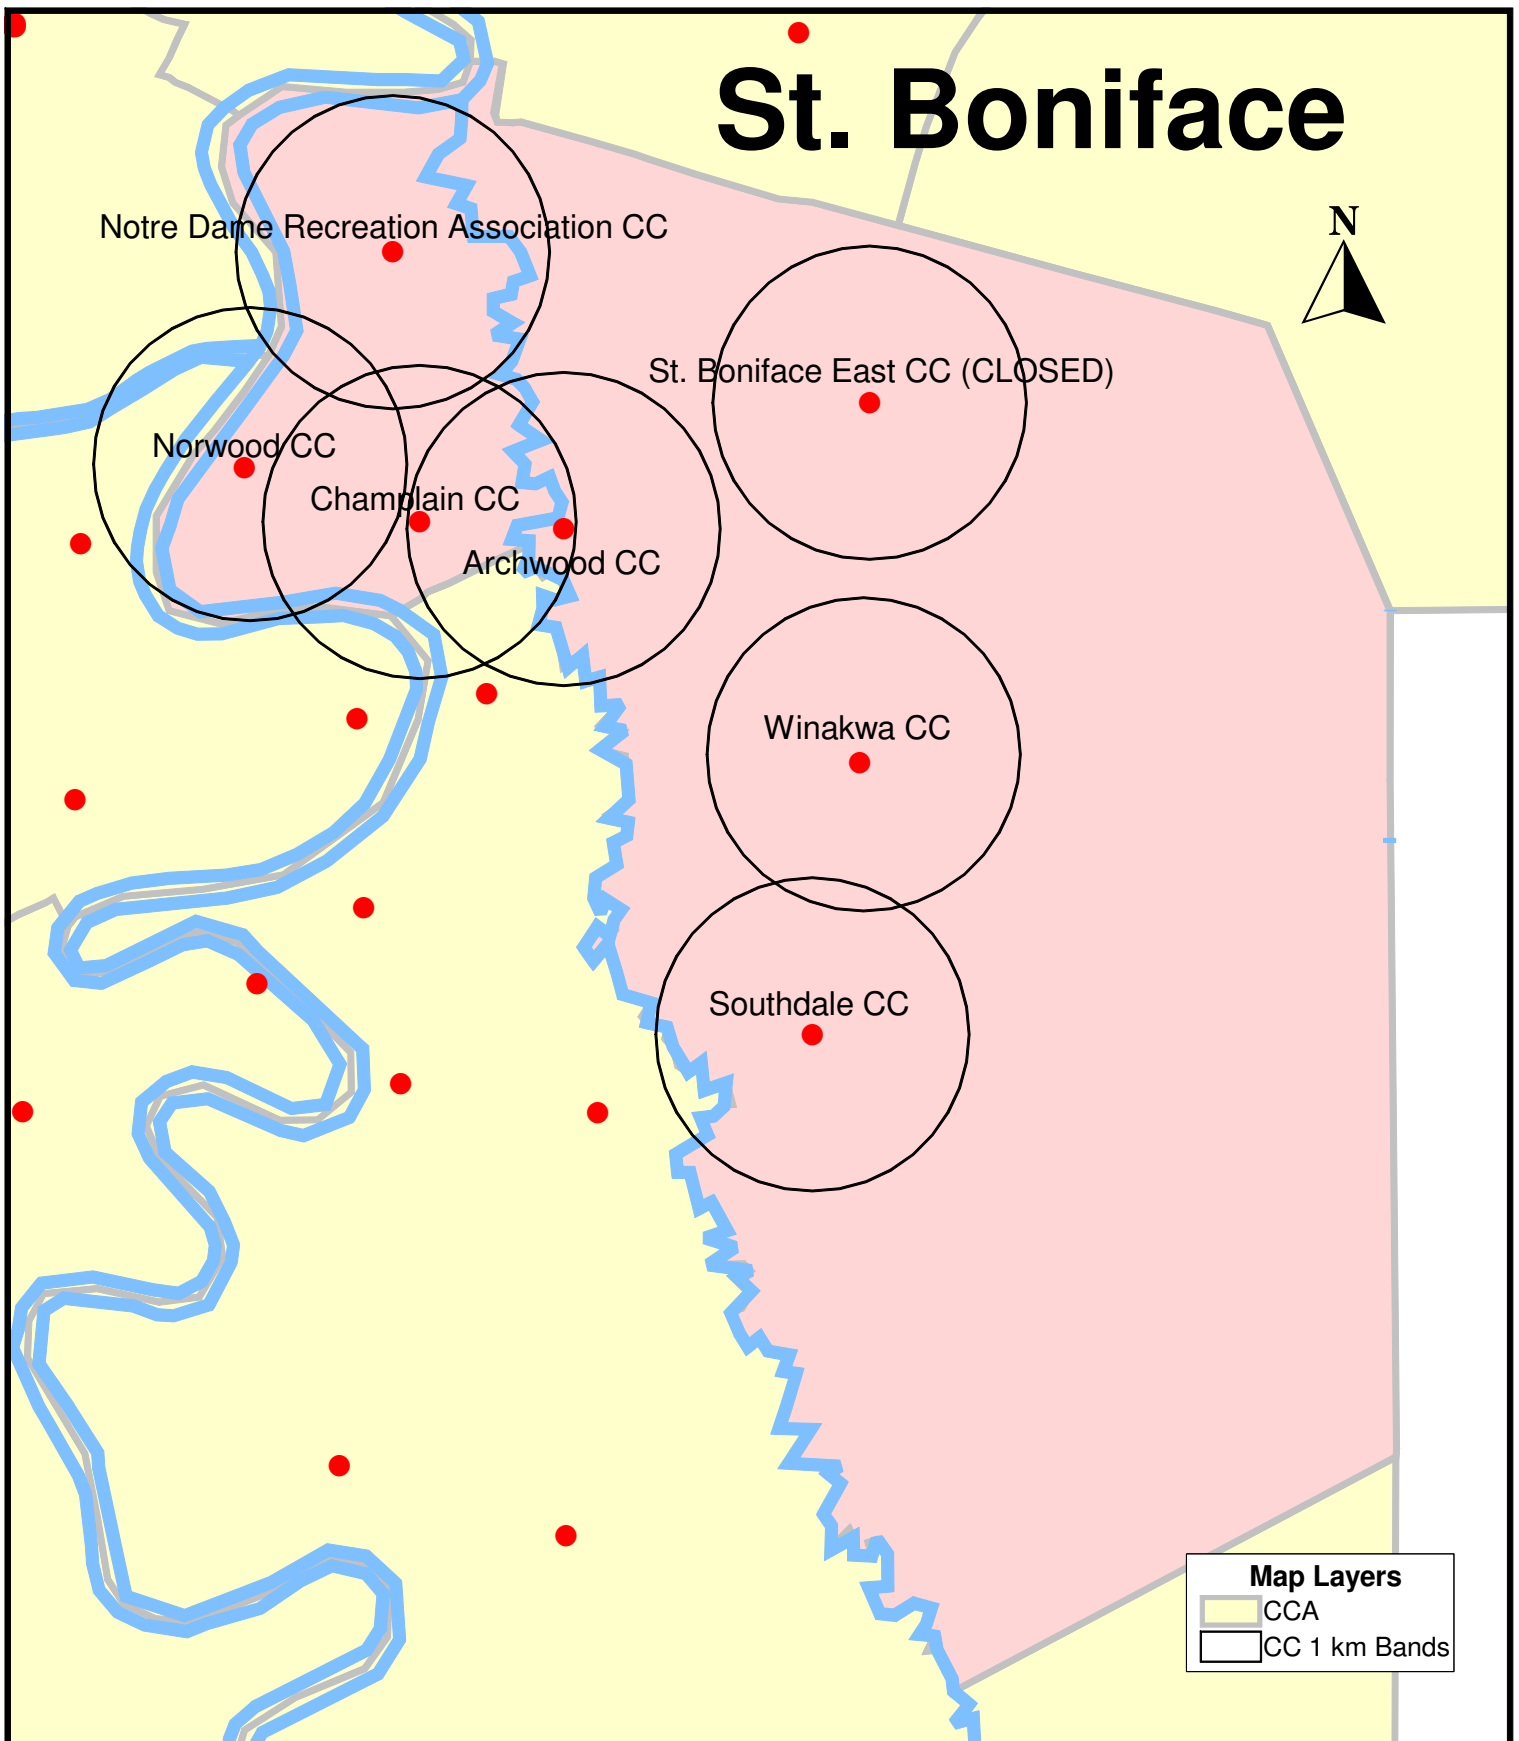 St. Boniface
N
Notre Dame Recreation Association CC
St. Boniface East CC (CLOSED)
Norwood CC
Champlain CC
Archwood CC
Winakwa CC
Southdale CC
Map Layers
CCA
CC 1 km Bands